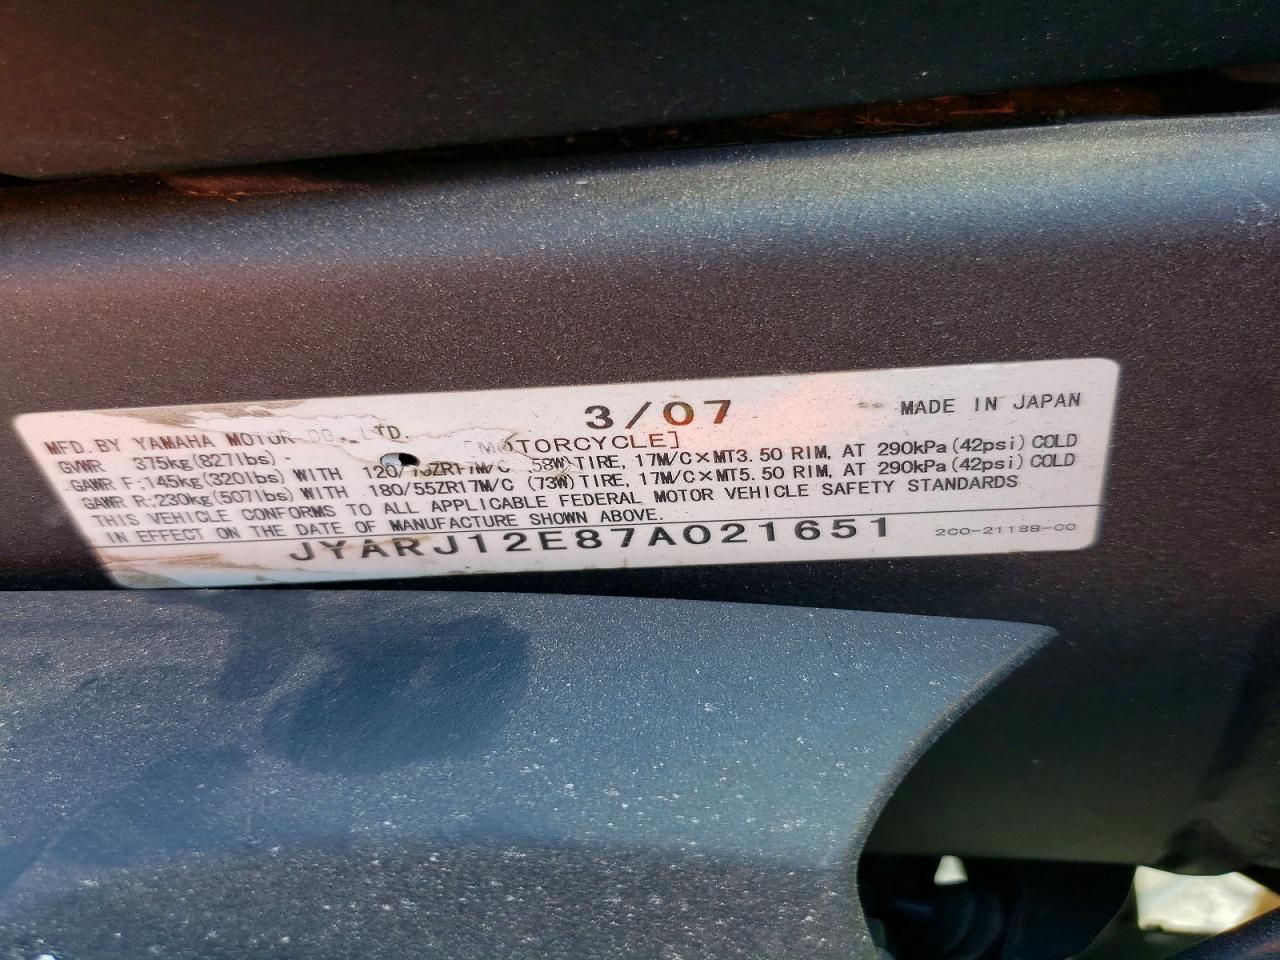 3/07 MADE IN JAPAN
MFD. BY YAMAHA MOTOR CO., LTD. [MOTORCYCLE]
GVWR 375kg(827lbs)
GAWR F;145kg(320lbs) WITH 58W) TIRE, 17M/C×MT3.50 RIM, AT 290kPa(42psi) COLD
GAWR R;230kg(507lbs) WITH 180/55ZR17M/C (73W) TIRE, 17M/C×MT5.50 RIM, AT 290kPa(42psi) COLD
THIS VEHICLE CONFORMS TO ALL APPLICABLE FEDERAL MOTOR VEHICLE SAFETY STANDARDS
IN EFFECT ON THE DATE OF MANUFACTURE SHOWN ABOVE.
JYARJ12E87A021651 2C0-2118B-00